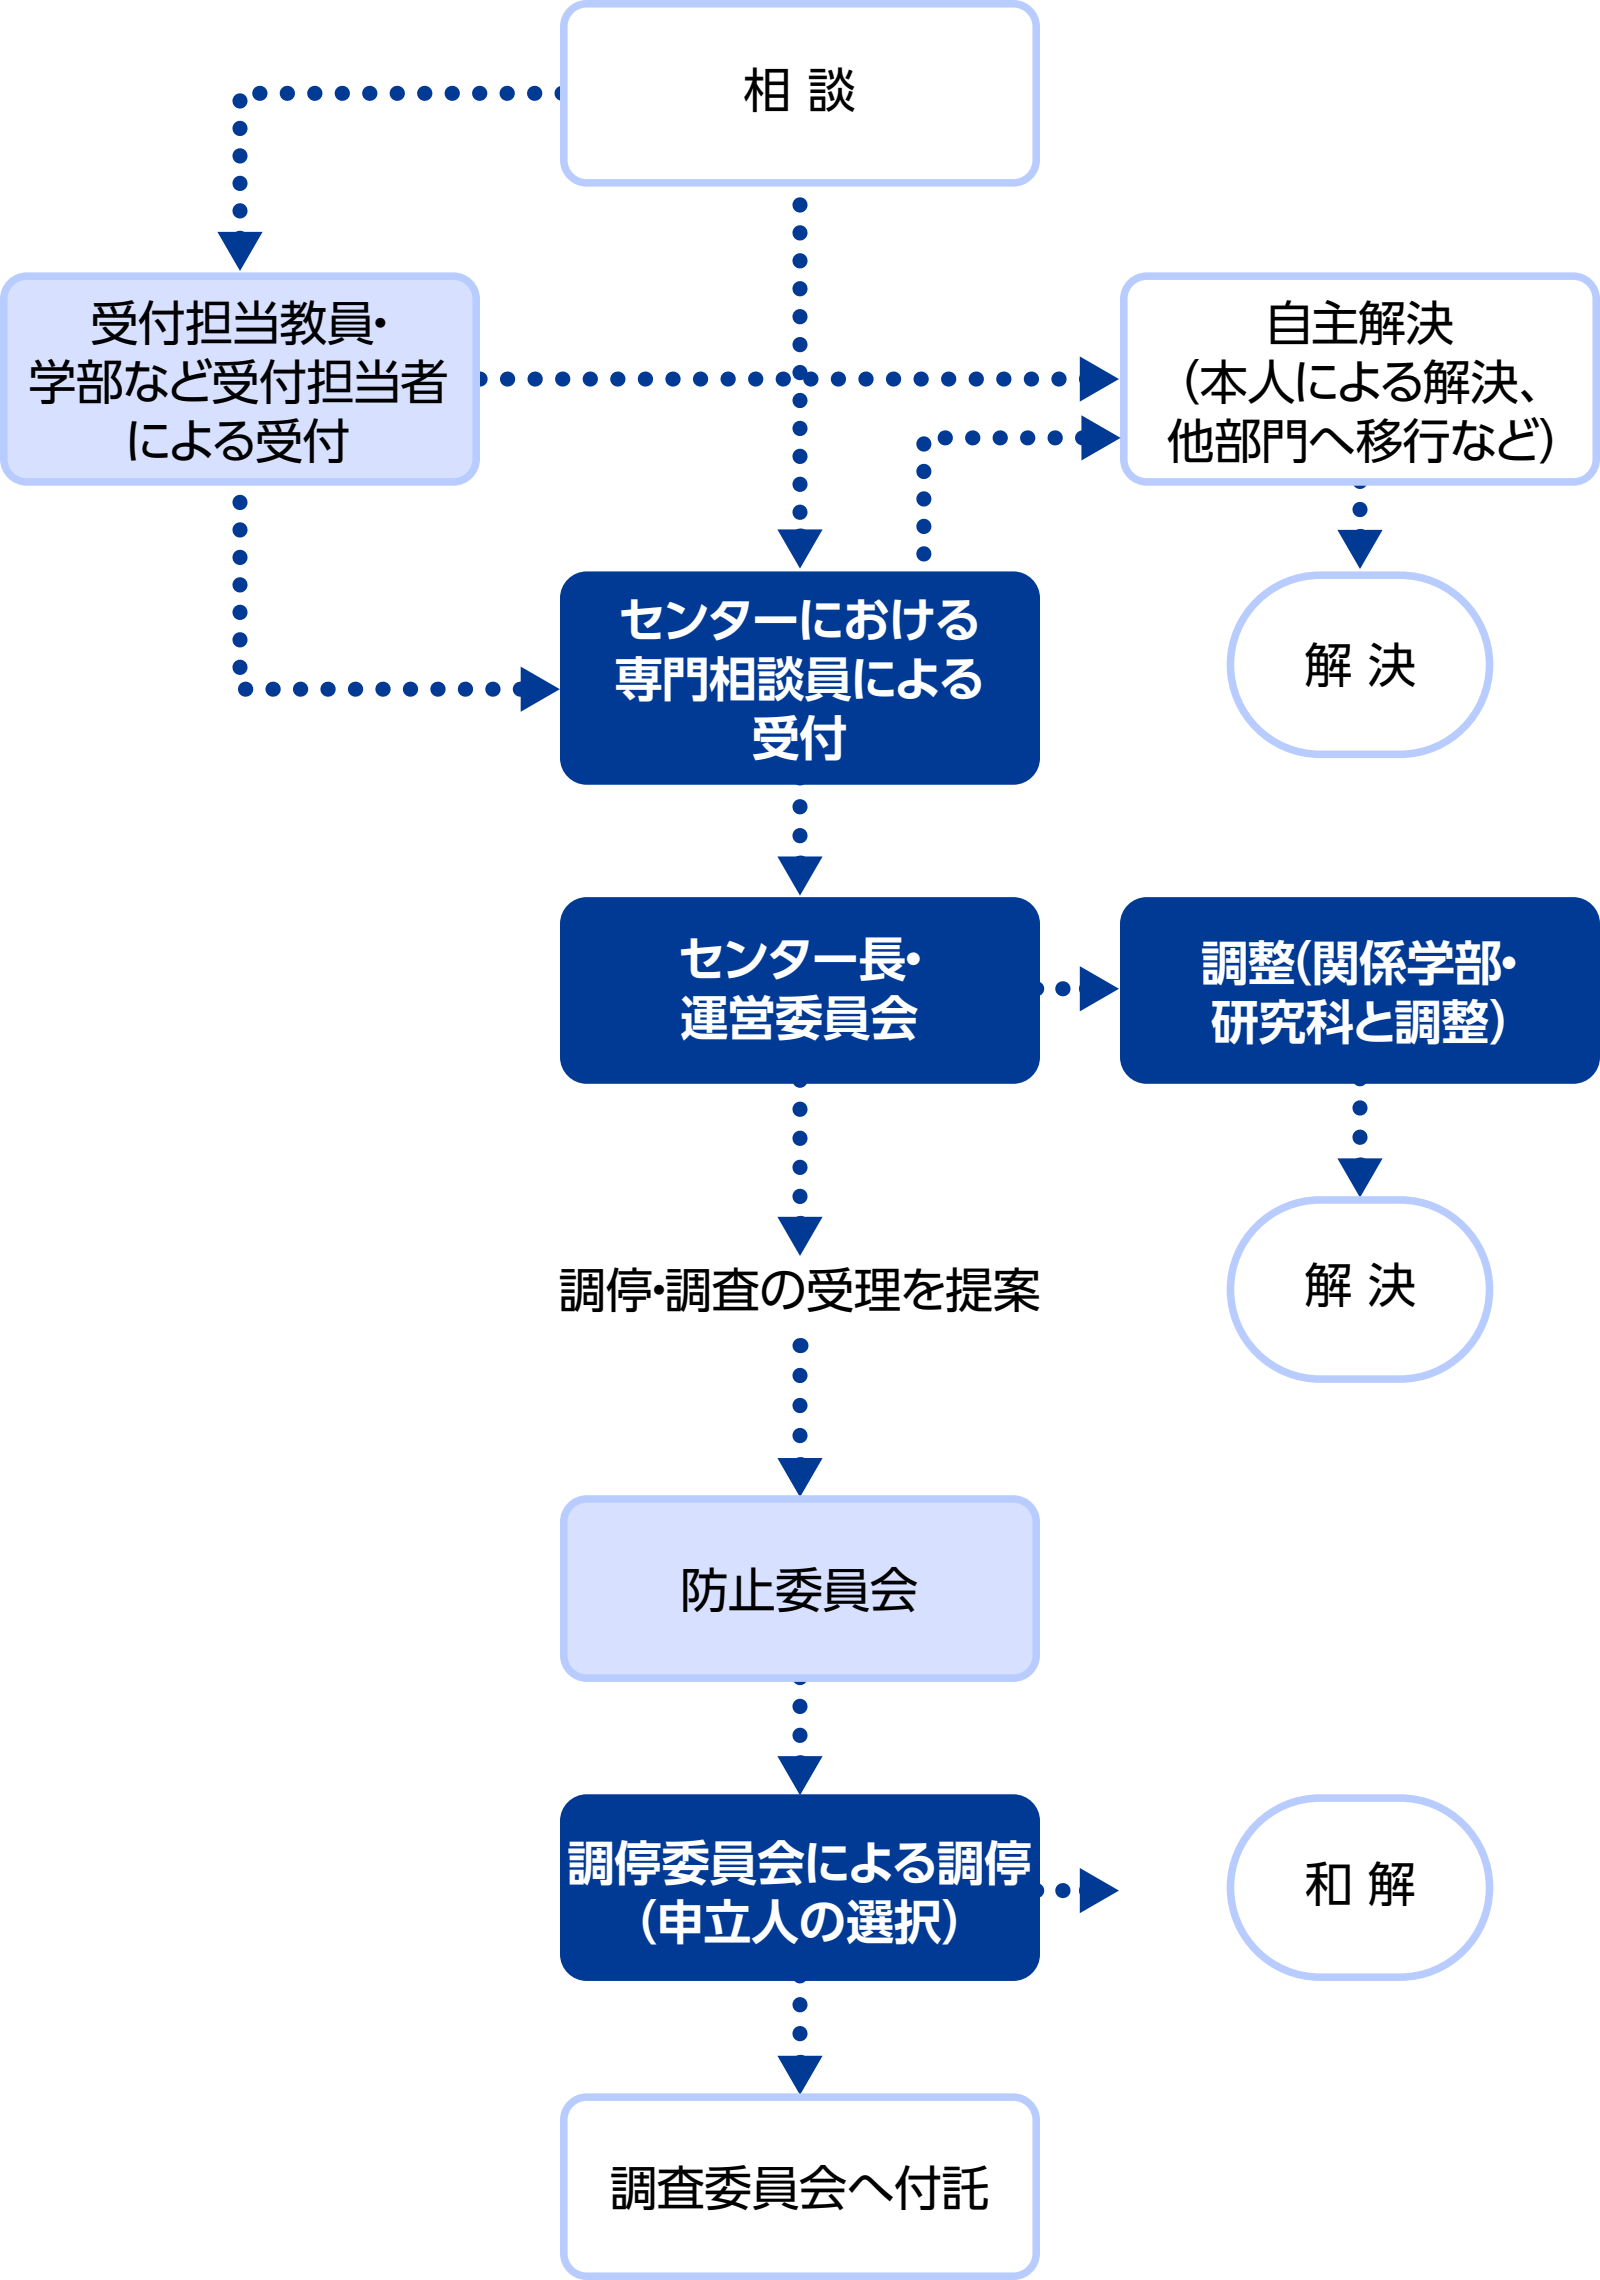 相 談
受付担当教員・
学部など受付担当者
による受付
自主解決
（本人による解決、
他部門へ移行など）
センターにおける
専門相談員による
受付
解 決
センター長・
運営委員会
調整（関係学部・
研究科と調整）
調停・調査の受理を提案
解 決
防止委員会
調停委員会による調停
（申立人の選択）
和 解
調査委員会へ付託